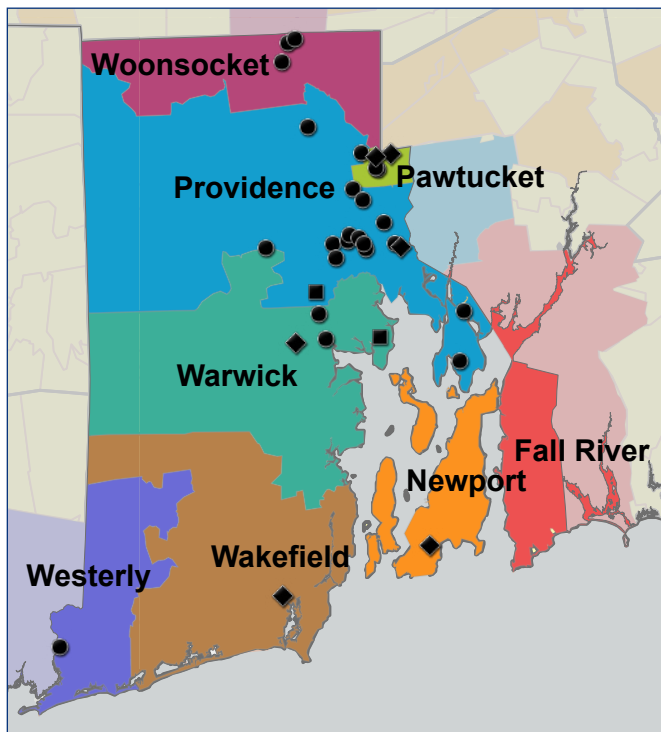 Woonsocket
Providence
Pawtucket
Warwick
Fall River
Newport
Wakefield
Westerly